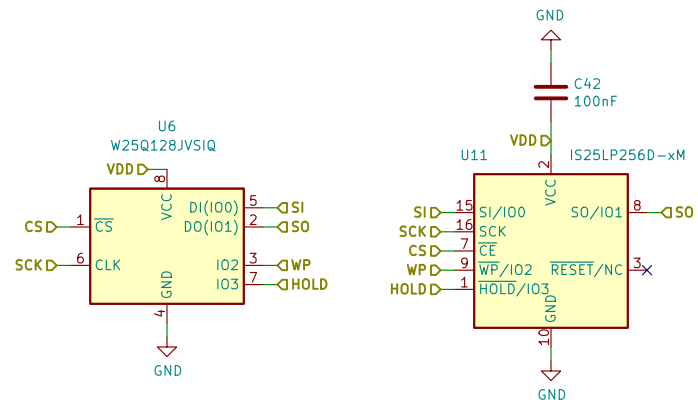 U6
W25Q128JVSIQ
VDD
8
VCC
CS
1
CS
SCK
6
CLK
DI(IO0)
5
SI
DO(IO1)
2
SO
IO2
3
WP
IO3
7
HOLD
GND
4
GND
GND
C42
100nF
VDD
U11
IS25LP256D-xM
2
VCC
SI
15
SI/IO0
SCK
16
SCK
CS
7
CE
WP
9
WP/IO2
HOLD
1
HOLD/IO3
SO/IO1
8
SO
RESET/NC
3
GND
10
GND